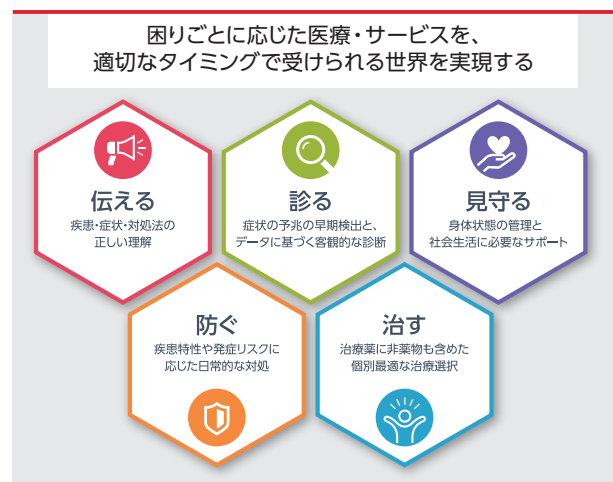 困りごとに応じた医療・サービスを、
適切なタイミングで受けられる世界を実現する
伝える
疾患・症状・対処法の
正しい理解
診る
症状の予兆の早期検出と、
データに基づく客観的な診断
見守る
身体状態の管理と
社会生活に必要なサポート
防ぐ
疾患特性や発症リスクに
応じた日常的な対処
治す
治療薬に非薬物も含めた
個別最適な治療選択